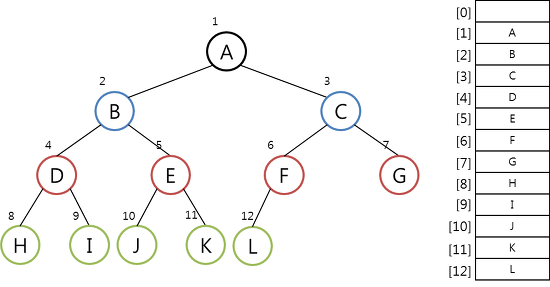 1
A
2
B
3
C
4
D
5
E
6
F
7
G
8
H
9
I
10
J
11
K
12
L
[0]
[1] A
[2] B
[3] C
[4] D
[5] E
[6] F
[7] G
[8] H
[9] I
[10] J
[11] K
[12] L